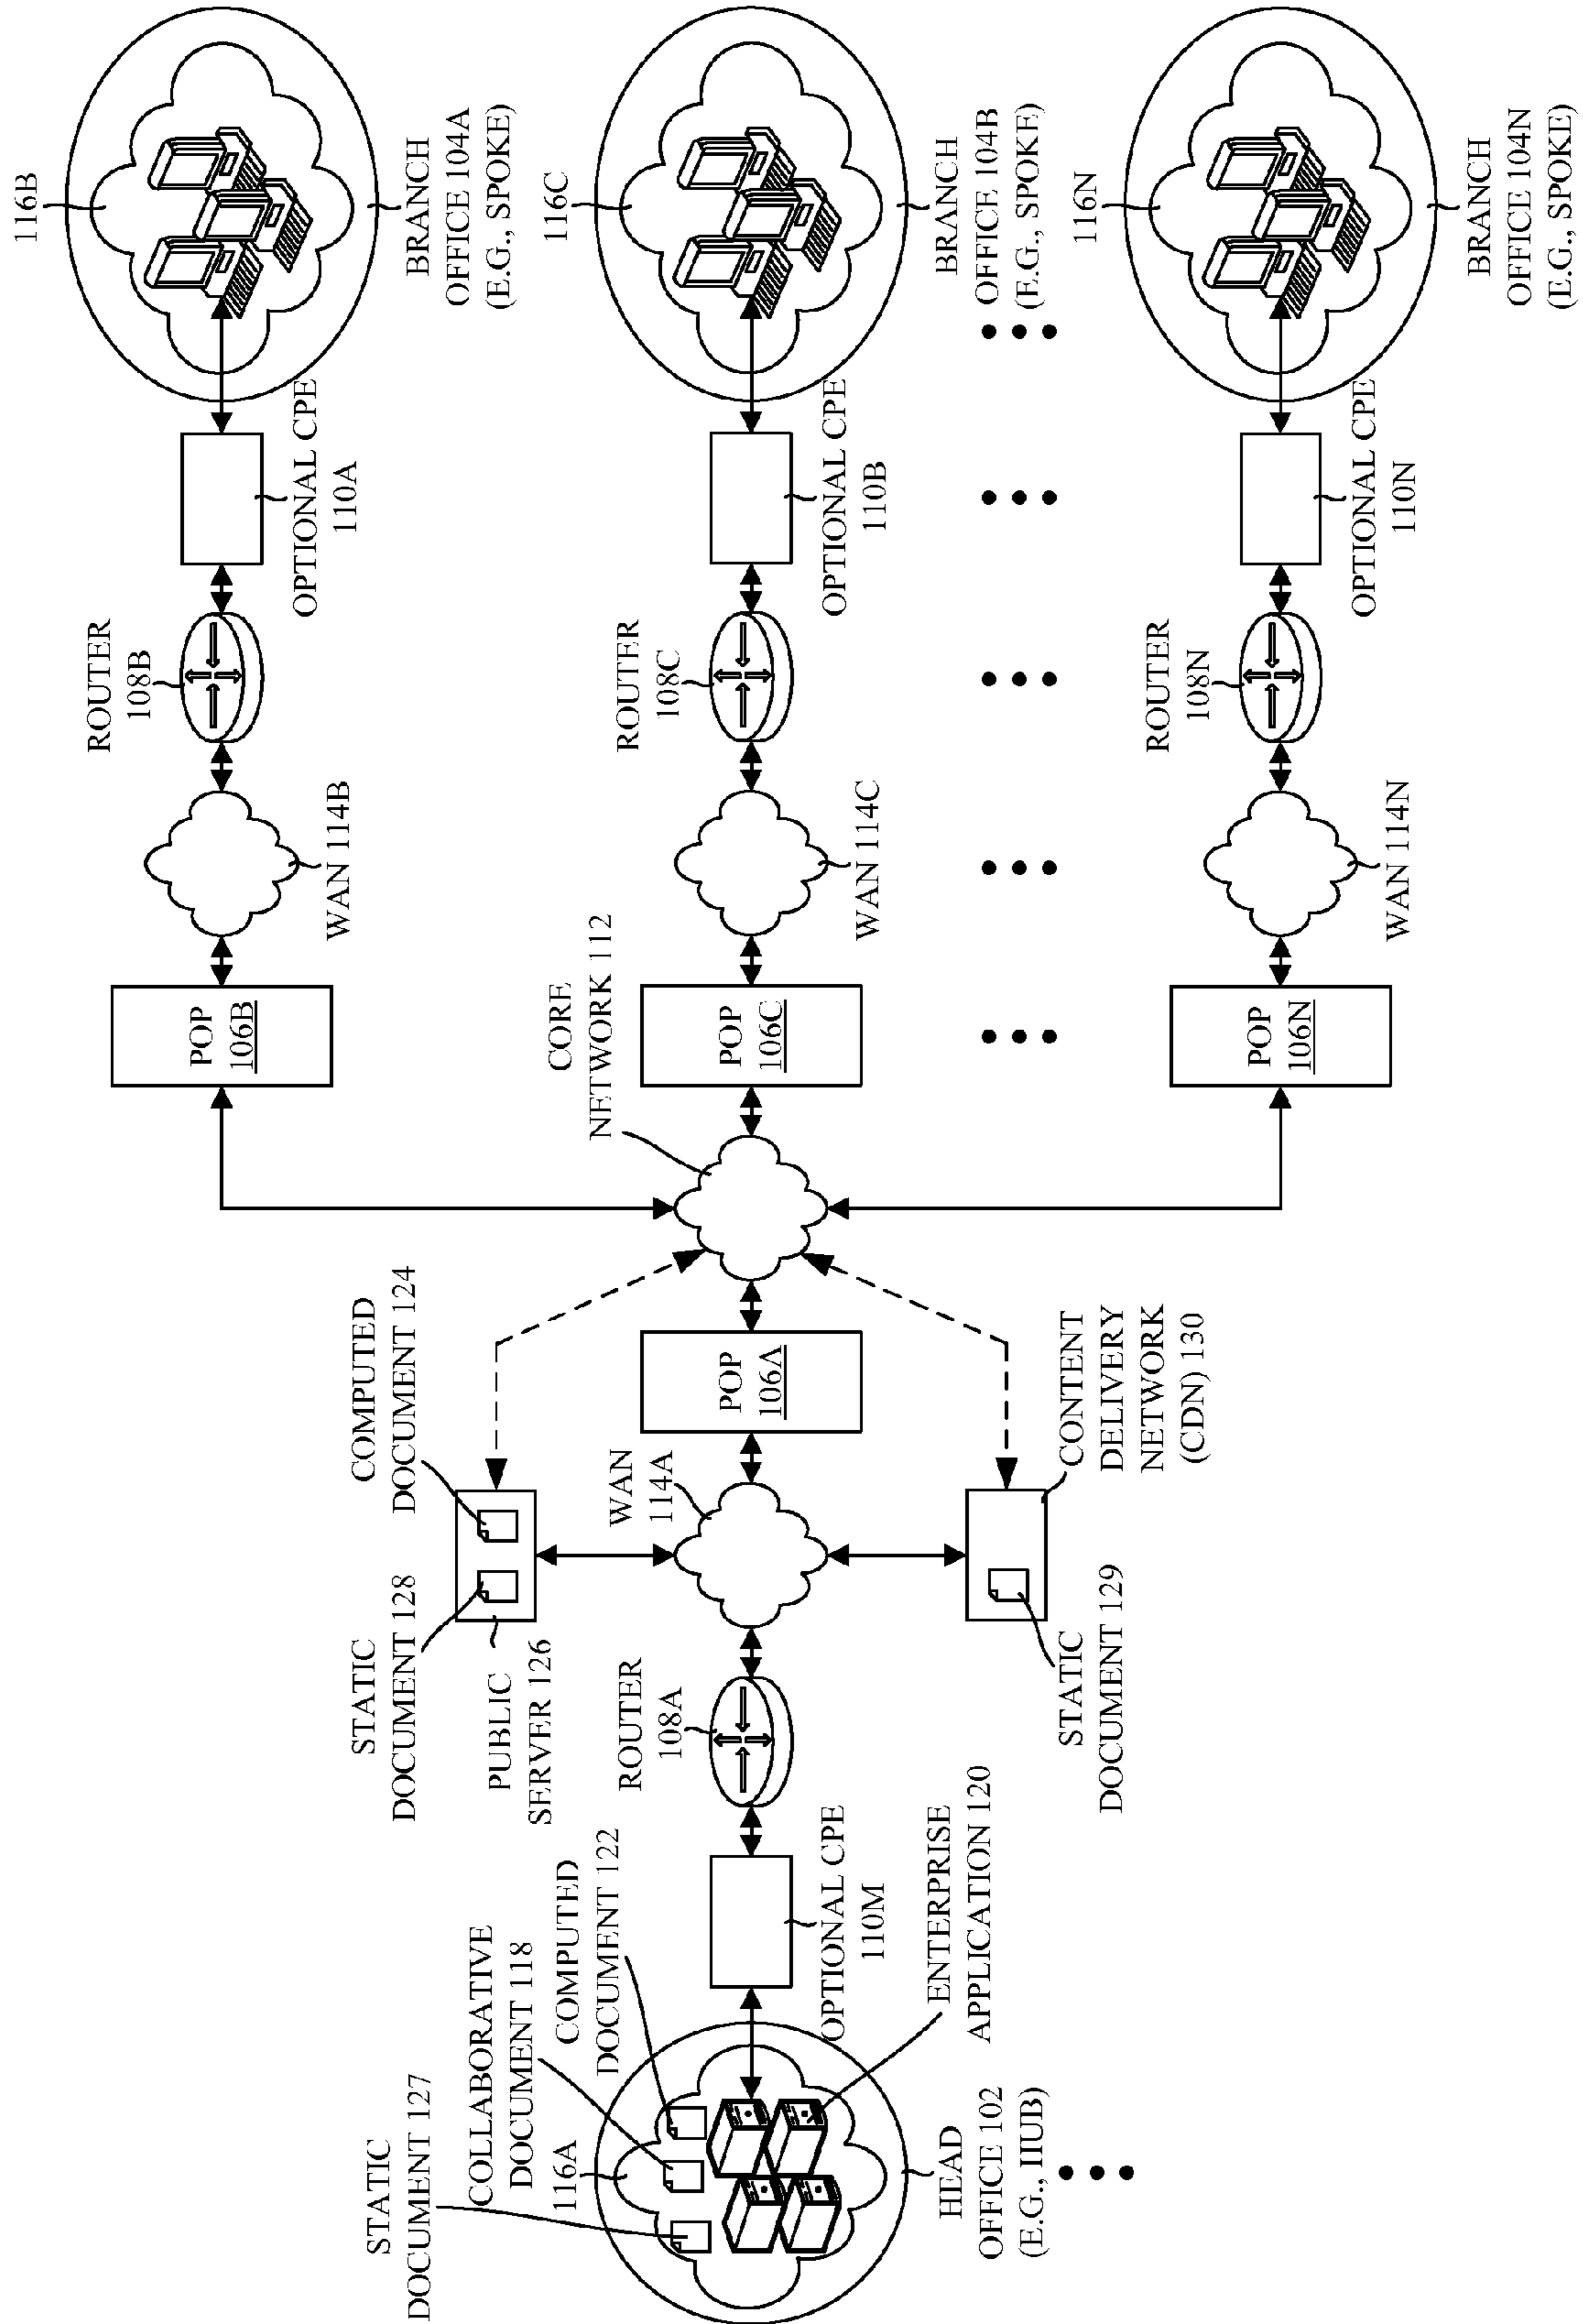 STATIC
DOCUMENT 127
COLLABORATIVE
DOCUMENT 118
116A
COMPUTED
DOCUMENT 122
HEAD
OFFICE 102
(E.G., HUB)
ENTERPRISE
APPLICATION 120
OPTIONAL CPE
110M
ROUTER
108A
STATIC
DOCUMENT 128
PUBLIC
SERVER 126
COMPUTED
DOCUMENT 124
WAN
114A
STATIC
DOCUMENT 129
CONTENT
DELIVERY
NETWORK
(CDN) 130
POP
106A
CORE
NETWORK 112
POP
106B
WAN 114B
ROUTER
108B
OPTIONAL CPE
110A
116B
BRANCH
OFFICE 104A
(E.G., SPOKE)
POP
106C
WAN 114C
ROUTER
108C
OPTIONAL CPE
110B
116C
BRANCH
OFFICE 104B
(E.G., SPOKE)
POP
106N
WAN 114N
ROUTER
108N
OPTIONAL CPE
110N
116N
BRANCH
OFFICE 104N
(E.G., SPOKE)